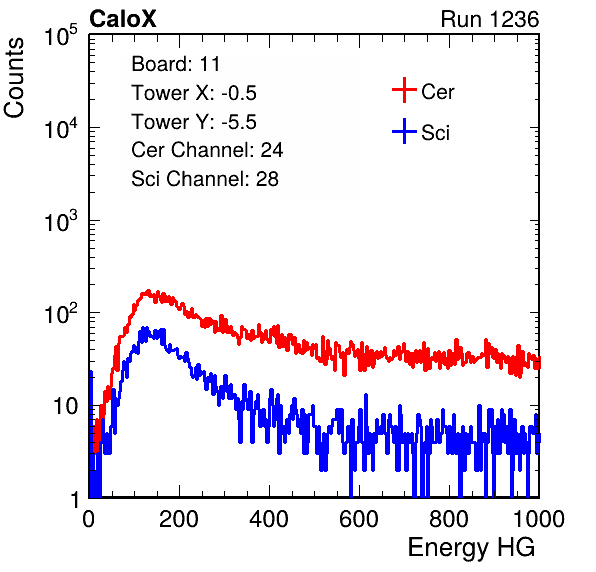 CaloX Run 1236
Counts
10^5
10^4
10^3
10^2
10
1
Board: 11
Tower X: -0.5
Tower Y: -5.5
Cer Channel: 24
Sci Channel: 28
Cer
Sci
0 200 400 600 800 1000
Energy HG